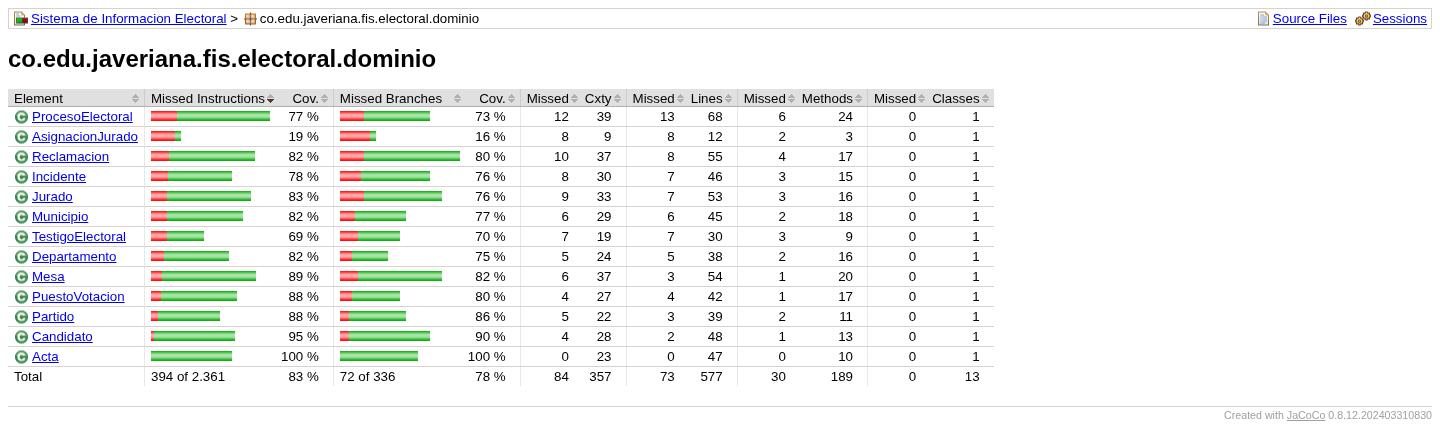 Sistema de Informacion Electoral > co.edu.javeriana.fis.electoral.dominio Source Files Sessions
co.edu.javeriana.fis.electoral.dominio
Element Missed Instructions Cov. Missed Branches Cov. Missed Cxty Missed Lines Missed Methods Missed Classes
ProcesoElectoral 77 % 73 % 12 39 13 68 6 24 0 1
AsignacionJurado 19 % 16 % 8 9 8 12 2 3 0 1
Reclamacion 82 % 80 % 10 37 8 55 4 17 0 1
Incidente 78 % 76 % 8 30 7 46 3 15 0 1
Jurado 83 % 76 % 9 33 7 53 3 16 0 1
Municipio 82 % 77 % 6 29 6 45 2 18 0 1
TestigoElectoral 69 % 70 % 7 19 7 30 3 9 0 1
Departamento 82 % 75 % 5 24 5 38 2 16 0 1
Mesa 89 % 82 % 6 37 3 54 1 20 0 1
PuestoVotacion 88 % 80 % 4 27 4 42 1 17 0 1
Partido 88 % 86 % 5 22 3 39 2 11 0 1
Candidato 95 % 90 % 4 28 2 48 1 13 0 1
Acta 100 % 100 % 0 23 0 47 0 10 0 1
Total 394 of 2.361 83 % 72 of 336 78 % 84 357 73 577 30 189 0 13
Created with JaCoCo 0.8.12.202403310830